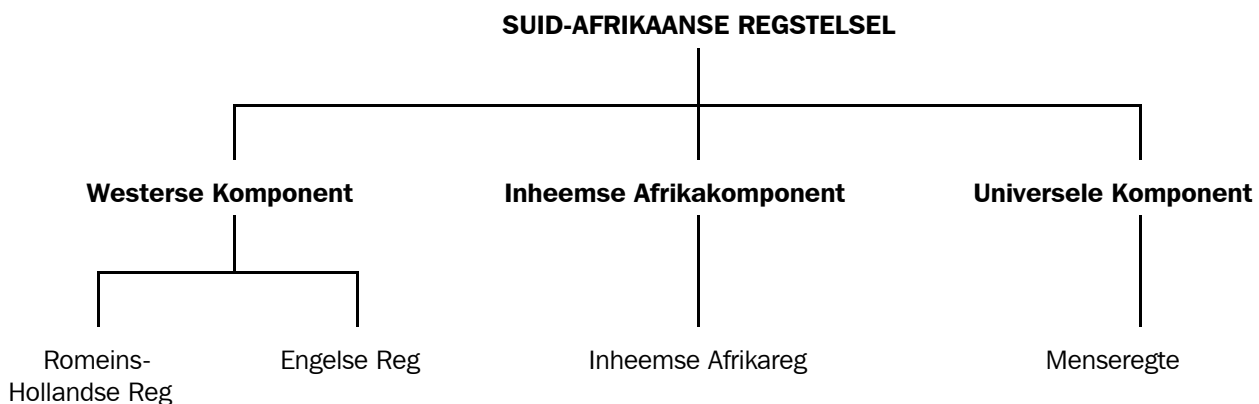 SUID-AFRIKAANSE REGSTELSEL
Westerse Komponent
Inheemse Afrikakomponent
Universele Komponent
Romeins-
Hollandse Reg
Engelse Reg
Inheemse Afrikareg
Menseregte